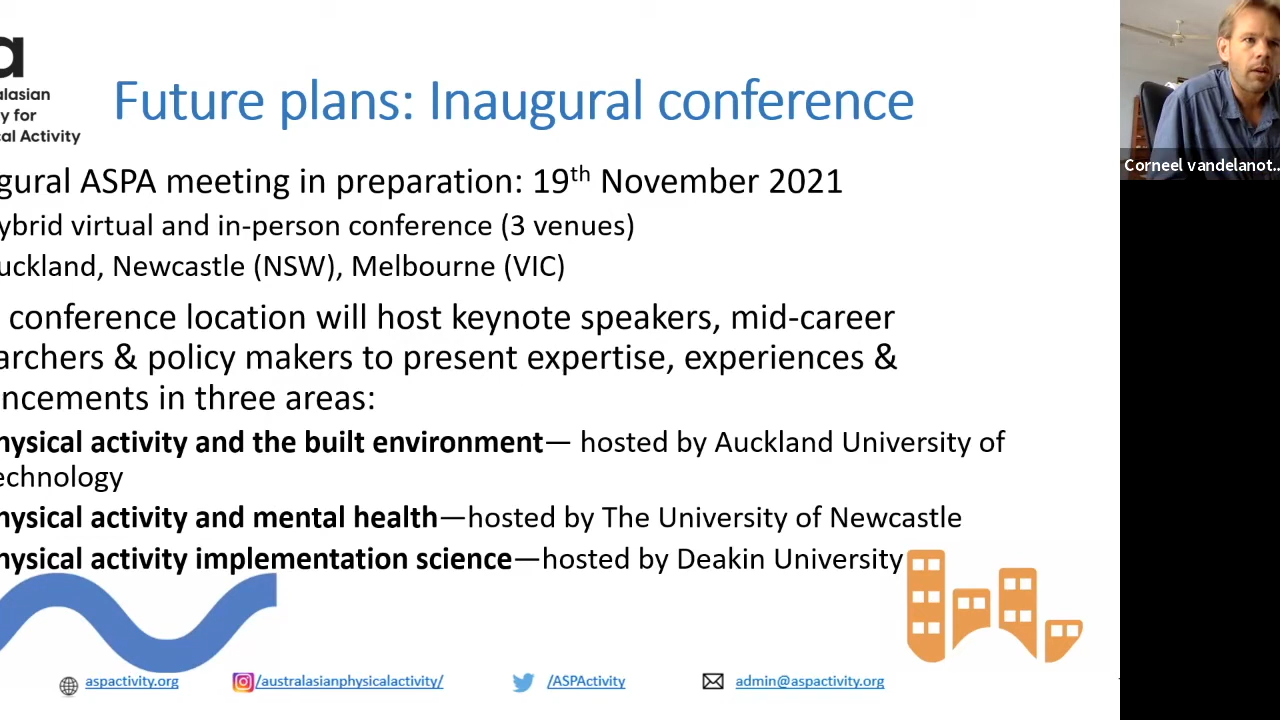 a
lasian
y for
cal Activity
Future plans: Inaugural conference
gural ASPA meeting in preparation: 19th November 2021
ybrid virtual and in-person conference (3 venues)
uckland, Newcastle (NSW), Melbourne (VIC)
conference location will host keynote speakers, mid-career
archers & policy makers to present expertise, experiences &
ncements in three areas:
hysical activity and the built environment— hosted by Auckland University of
echnology
hysical activity and mental health—hosted by The University of Newcastle
hysical activity implementation science—hosted by Deakin University
aspactivity.org
/australasianphysicalactivity/
/ASPActivity
admin@aspactivity.org
Corneel vandelanot...